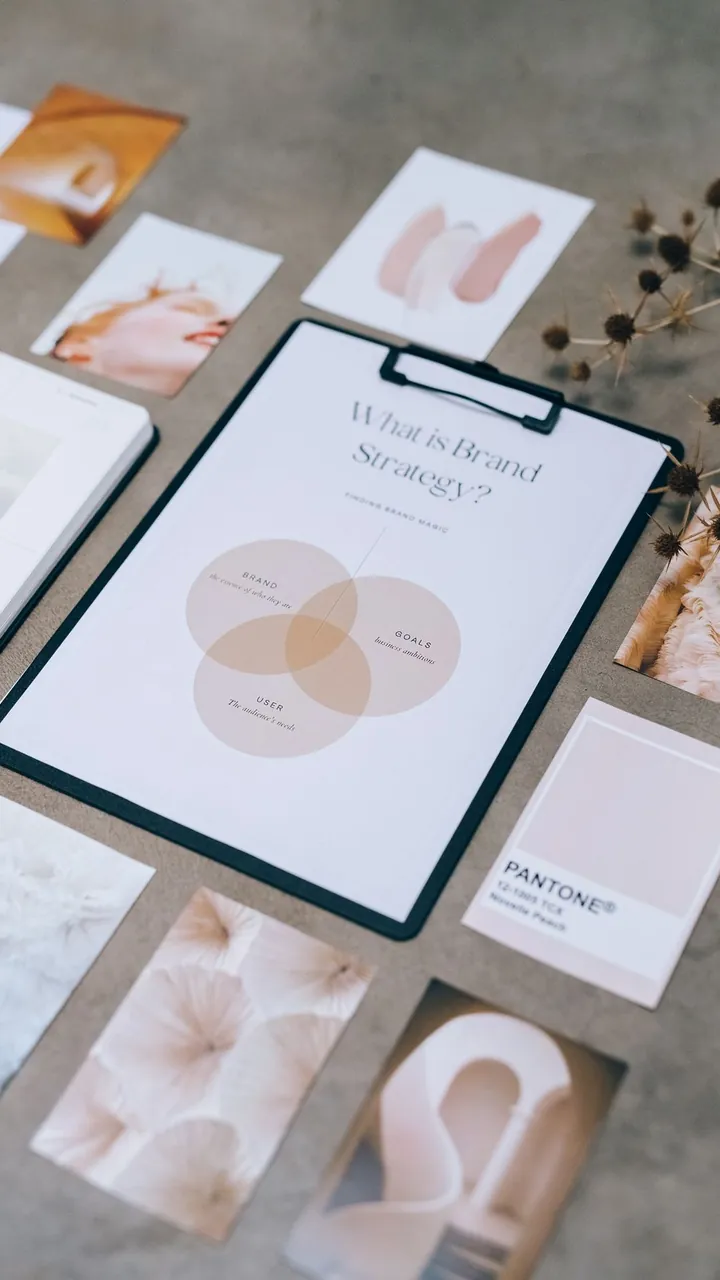 What is Brand
Strategy?
FINDING BRAND MAGIC
BRAND
the essence of who they are
GOALS
business ambitions
USER
The audience's needs
PANTONE®
12-1005 TCX
Novelle Peach